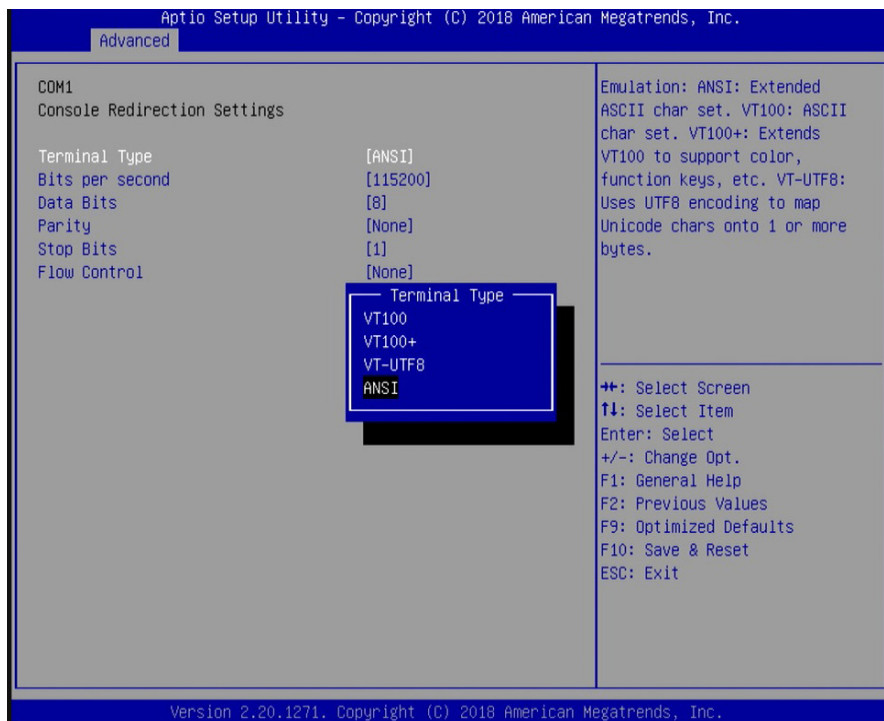 Aptio Setup Utility – Copyright (C) 2018 American Megatrends, Inc.
Advanced
COM1
Console Redirection Settings
Terminal Type [ANSI]
Bits per second [115200]
Data Bits [8]
Parity [None]
Stop Bits [1]
Flow Control [None]
Terminal Type
VT100
VT100+
VT-UTF8
ANSI
Emulation: ANSI: Extended
ASCII char set. VT100: ASCII
char set. VT100+: Extends
VT100 to support color,
function keys, etc. VT-UTF8:
Uses UTF8 encoding to map
Unicode chars onto 1 or more
bytes.
→←: Select Screen
↑↓: Select Item
Enter: Select
+/-: Change Opt.
F1: General Help
F2: Previous Values
F9: Optimized Defaults
F10: Save & Reset
ESC: Exit
Version 2.20.1271. Copyright (C) 2018 American Megatrends, Inc.